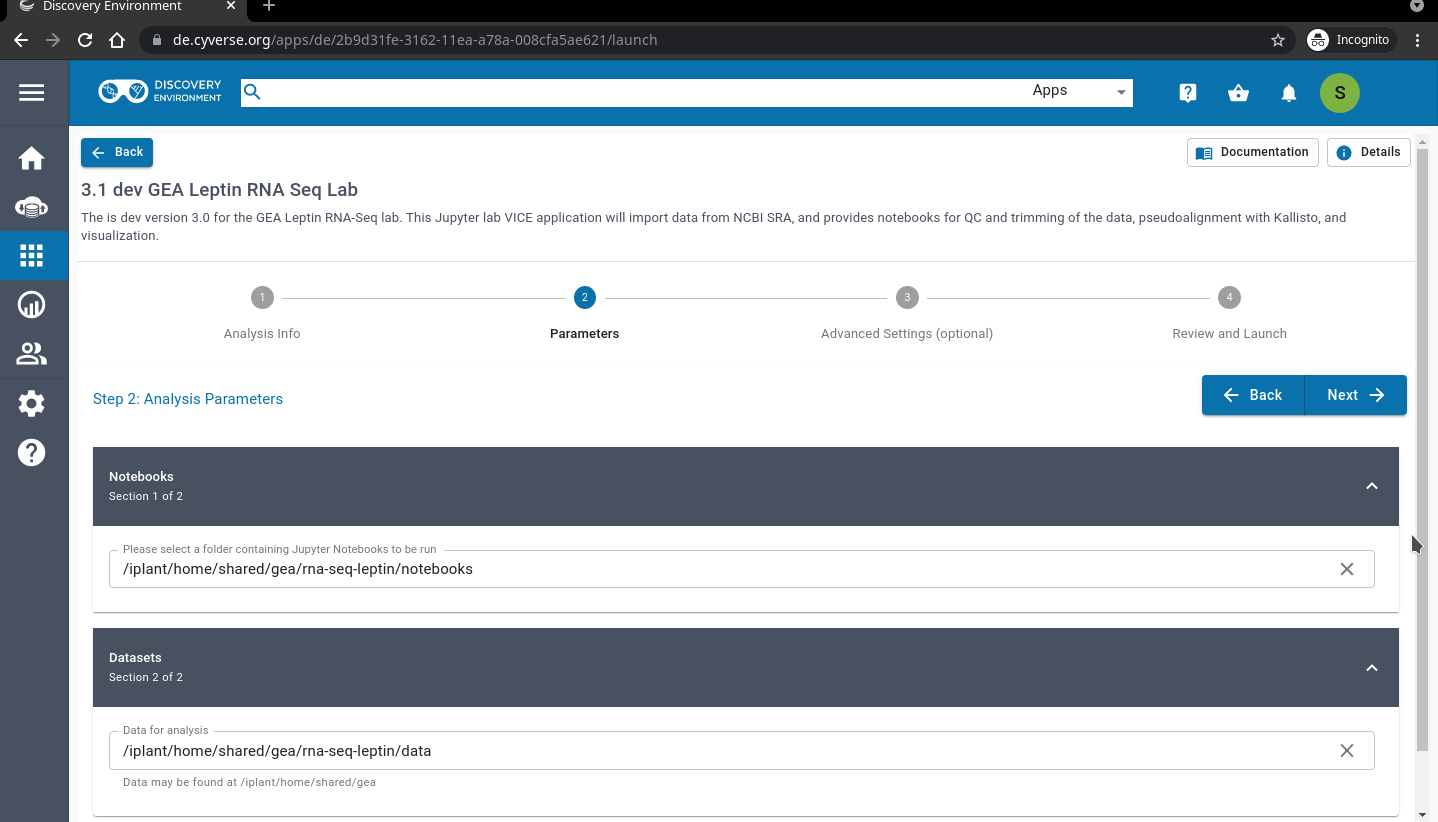 Discovery Environment
de.cyverse.org/apps/de/2b9d31fe-3162-11ea-a78a-008cfa5ae621/launch
Incognito
DISCOVERY
ENVIRONMENT
Apps
S
Back
Documentation
Details
3.1 dev GEA Leptin RNA Seq Lab
The is dev version 3.0 for the GEA Leptin RNA-Seq lab. This Jupyter lab VICE application will import data from NCBI SRA, and provides notebooks for QC and trimming of the data, pseudoalignment with Kallisto, and
visualization.
1
2
3
4
Analysis Info
Parameters
Advanced Settings (optional)
Review and Launch
Step 2: Analysis Parameters
Back
Next
Notebooks
Section 1 of 2
Please select a folder containing Jupyter Notebooks to be run
/iplant/home/shared/gea/rna-seq-leptin/notebooks
Datasets
Section 2 of 2
Data for analysis
/iplant/home/shared/gea/rna-seq-leptin/data
Data may be found at /iplant/home/shared/gea